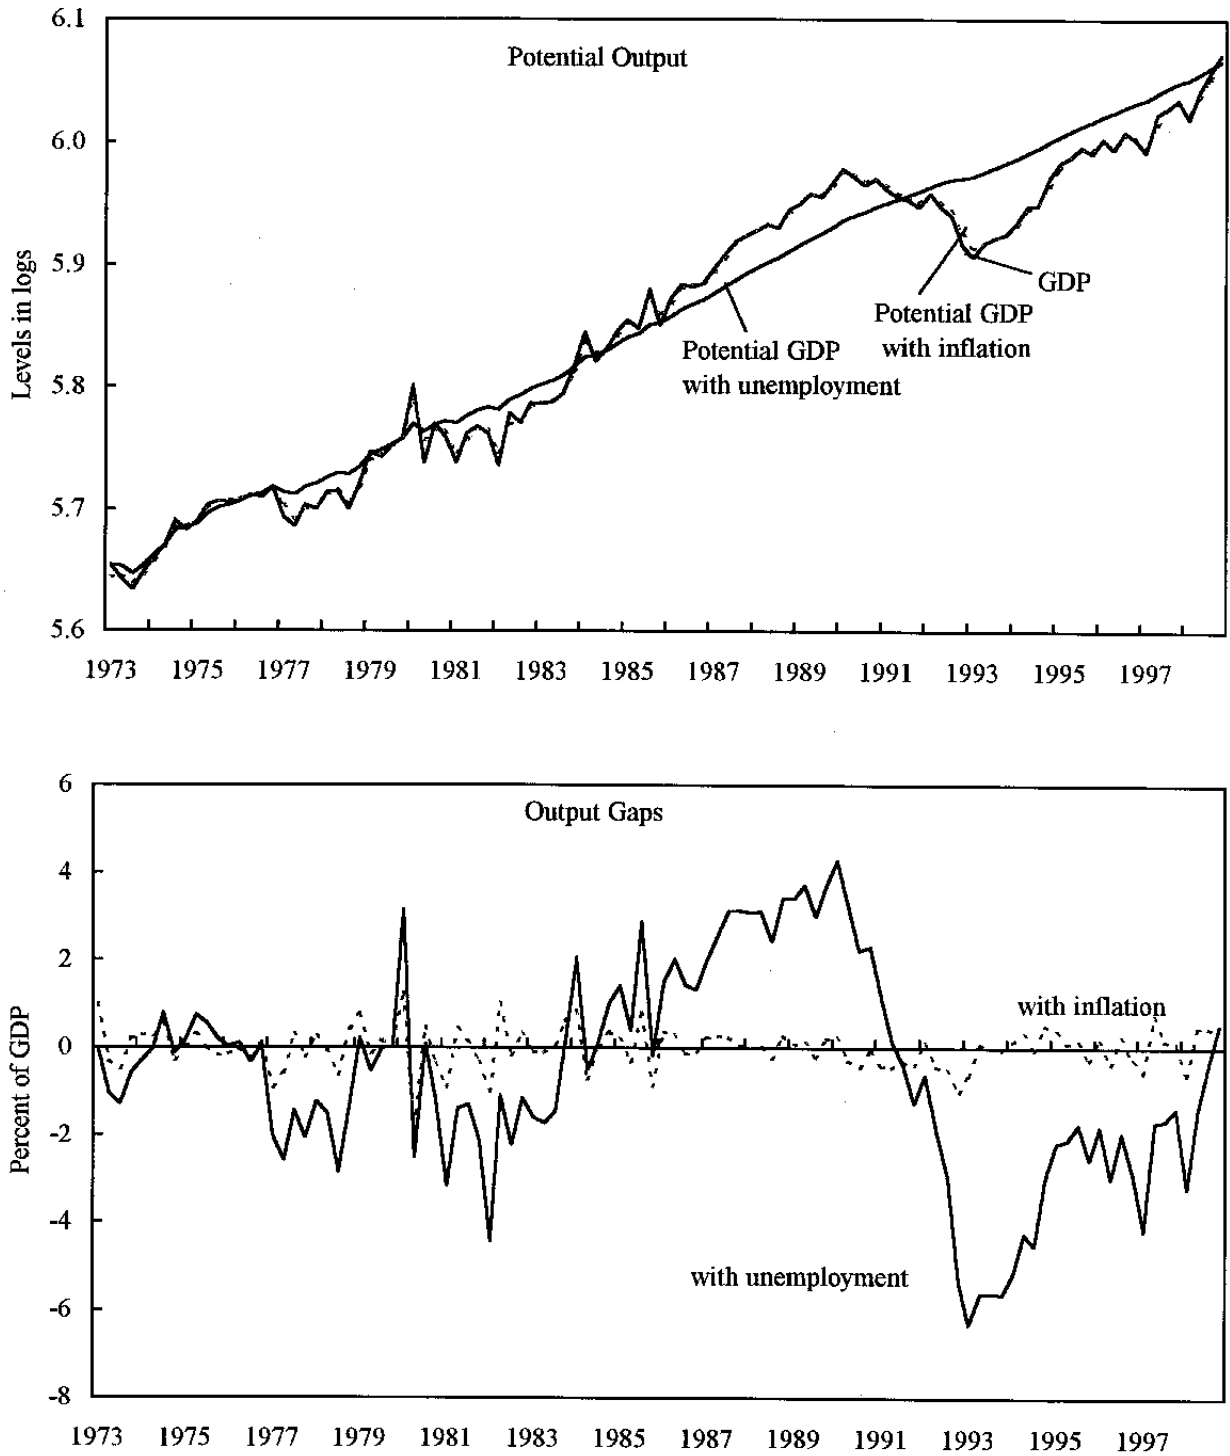 6.1
Potential Output
6.0
5.9
GDP
Potential GDP
with inflation
Potential GDP
with unemployment
5.8
5.7
5.6
Levels in logs
1973 1975 1977 1979 1981 1983 1985 1987 1989 1991 1993 1995 1997
6
Output Gaps
4
2
with inflation
0
-2
-4
with unemployment
-6
-8
Percent of GDP
1973 1975 1977 1979 1981 1983 1985 1987 1989 1991 1993 1995 1997